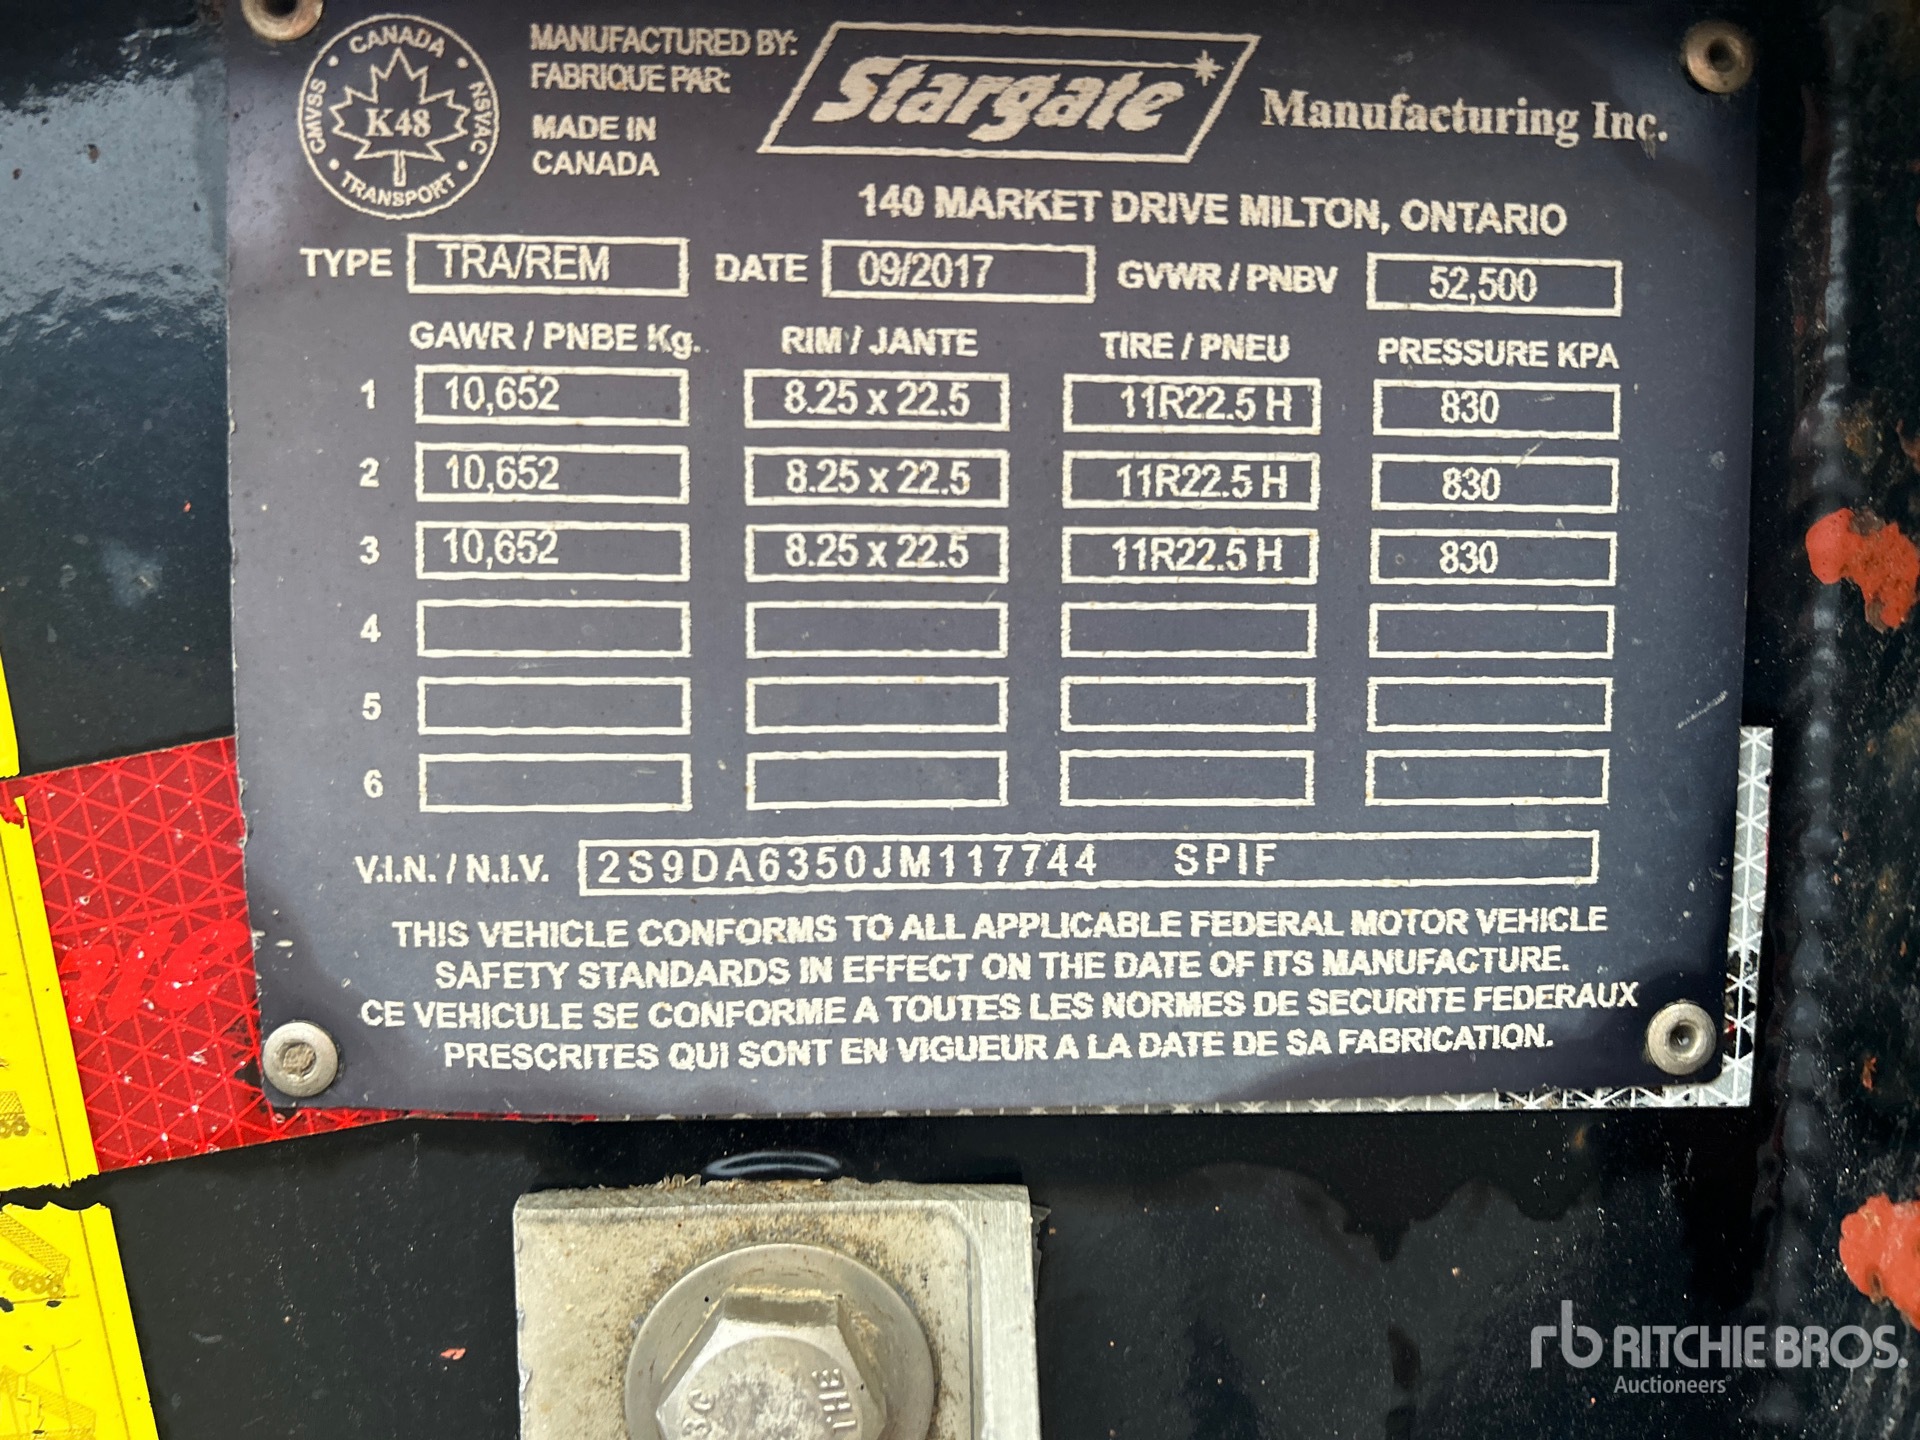 CANADA
CMVSS
NSVAC
K48
TRANSPORT
MANUFACTURED BY:
FABRIQUE PAR:
MADE IN
CANADA
Stargate Manufacturing Inc.
140 MARKET DRIVE MILTON, ONTARIO
TYPE TRA/REM DATE 09/2017 GVWR / PNBV 52,500
GAWR / PNBE Kg. RIM / JANTE TIRE / PNEU PRESSURE KPA
1 10,652 8.25 x 22.5 11R22.5 H 830
2 10,652 8.25 x 22.5 11R22.5 H 830
3 10,652 8.25 x 22.5 11R22.5 H 830
4
5
6
V.I.N. / N.I.V. 2S9DA6350JM117744 SPIF
THIS VEHICLE CONFORMS TO ALL APPLICABLE FEDERAL MOTOR VEHICLE
SAFETY STANDARDS IN EFFECT ON THE DATE OF ITS MANUFACTURE.
CE VEHICULE SE CONFORME A TOUTES LES NORMES DE SECURITE FEDERAUX
PRESCRITES QUI SONT EN VIGUEUR A LA DATE DE SA FABRICATION.
rb RITCHIE BROS.
Auctioneers